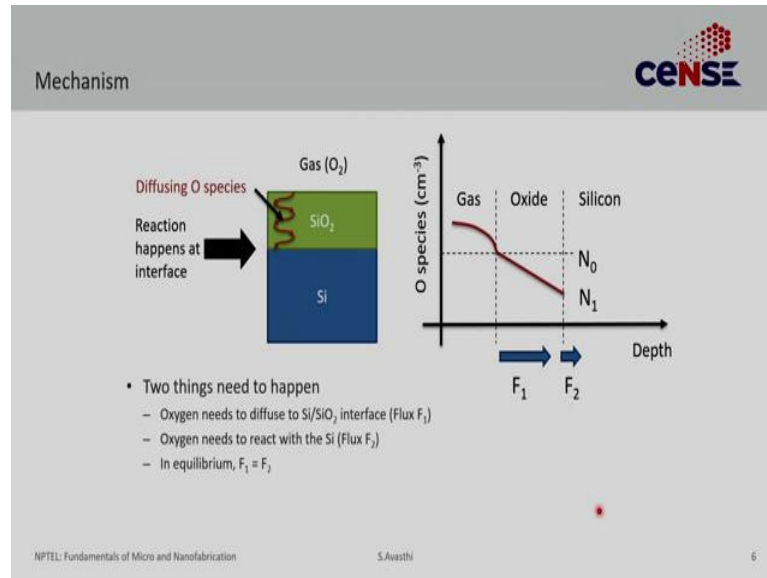 CeNSE
Mechanism
Gas (O₂)
Diffusing O species
SiO₂
Reaction
happens at
interface
Si
O species (cm⁻³)
Gas
Oxide
Silicon
N₀
N₁
Depth
F₁
F₂
• Two things need to happen
– Oxygen needs to diffuse to Si/SiO₂ interface (Flux F₁)
– Oxygen needs to react with the Si (Flux F₂)
– In equilibrium, F₁ = F₂
NPTEL: Fundamentals of Micro and Nanofabrication
S.Avasthi
6